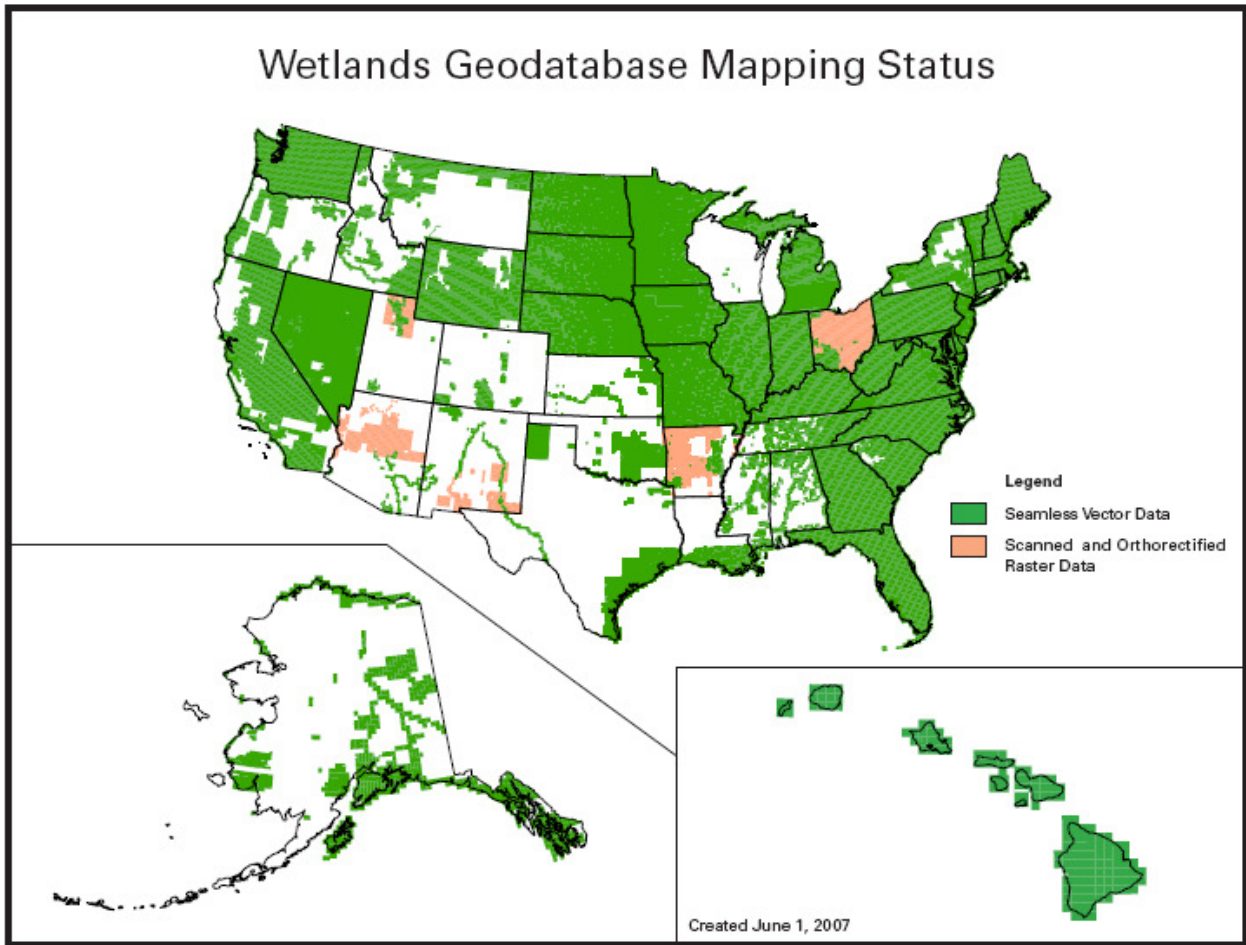 Wetlands Geodatabase Mapping Status
Legend
Seamless Vector Data
Scanned and Orthorectified
Raster Data
Created June 1, 2007